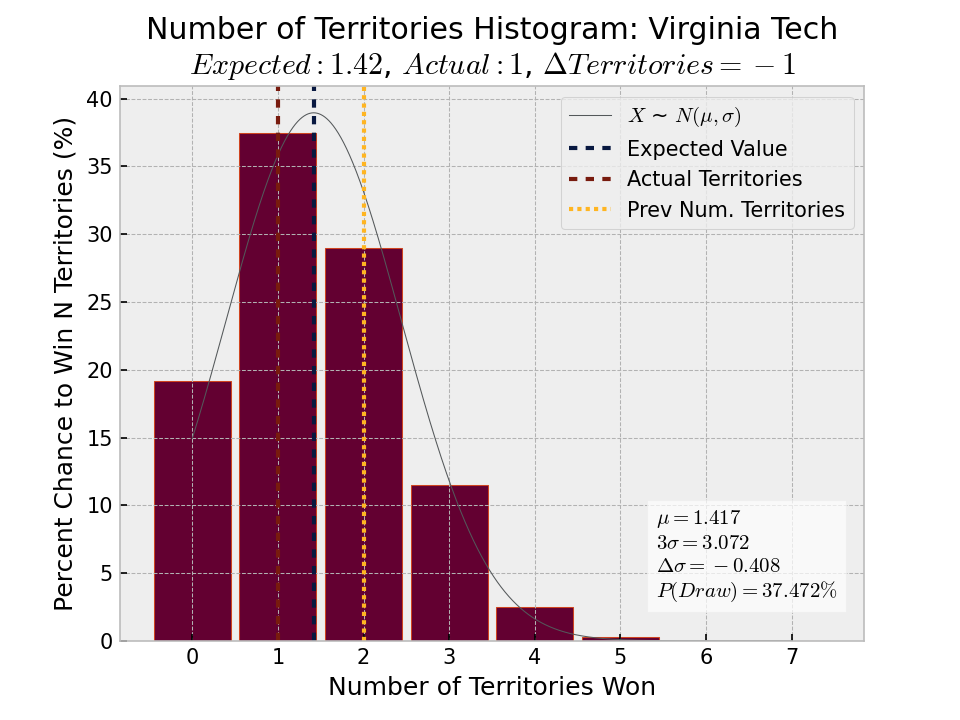 Number of Territories Histogram: Virginia Tech
Expected : 1.42, Actual : 1, ΔTerritories = −1
Percent Chance to Win N Territories (%)
40
35
30
25
20
15
10
5
0
X ~ N(μ, σ)
Expected Value
Actual Territories
Prev Num. Territories
μ = 1.417
3σ = 3.072
Δσ = −0.408
P(Draw) = 37.472%
0 1 2 3 4 5 6 7
Number of Territories Won